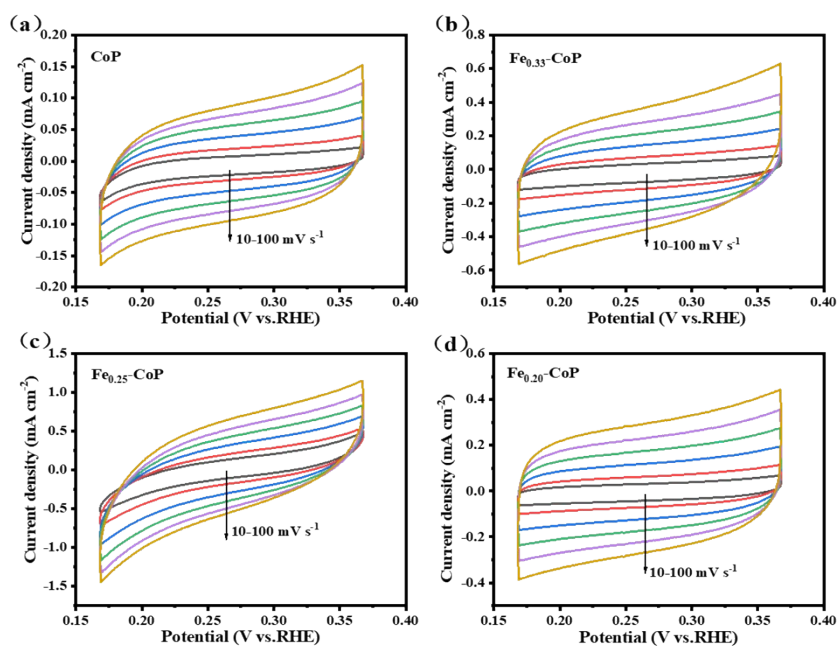 (a)
CoP
Current density (mA cm-2)
0.20
0.15
0.10
0.05
0.00
-0.05
-0.10
-0.15
-0.20
10-100 mV s-1
0.15 0.20 0.25 0.30 0.35 0.40
Potential (V vs.RHE)
(b)
Fe0.33-CoP
Current density (mA cm-2)
0.8
0.6
0.4
0.2
0.0
-0.2
-0.4
-0.6
10-100 mV s-1
0.15 0.20 0.25 0.30 0.35 0.40
Potential (V vs.RHE)
(c)
Fe0.25-CoP
Current density (mA cm-2)
1.5
1.0
0.5
0.0
-0.5
-1.0
-1.5
10-100 mV s-1
0.15 0.20 0.25 0.30 0.35 0.40
Potential (V vs.RHE)
(d)
Fe0.20-CoP
Current density (mA cm-2)
0.6
0.4
0.2
0.0
-0.2
-0.4
10-100 mV s-1
0.15 0.20 0.25 0.30 0.35 0.40
Potential (V vs.RHE)